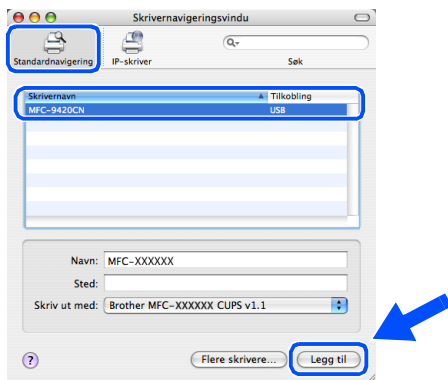 Skrivernavigeringsvindu
Standardnavigering IP-skriver Søk
Skrivernavn Tilkobling
MFC-9420CN USB
Navn: MFC-XXXXXX
Sted:
Skriv ut med: Brother MFC-XXXXXX CUPS v1.1
? Flere skrivere... Legg til